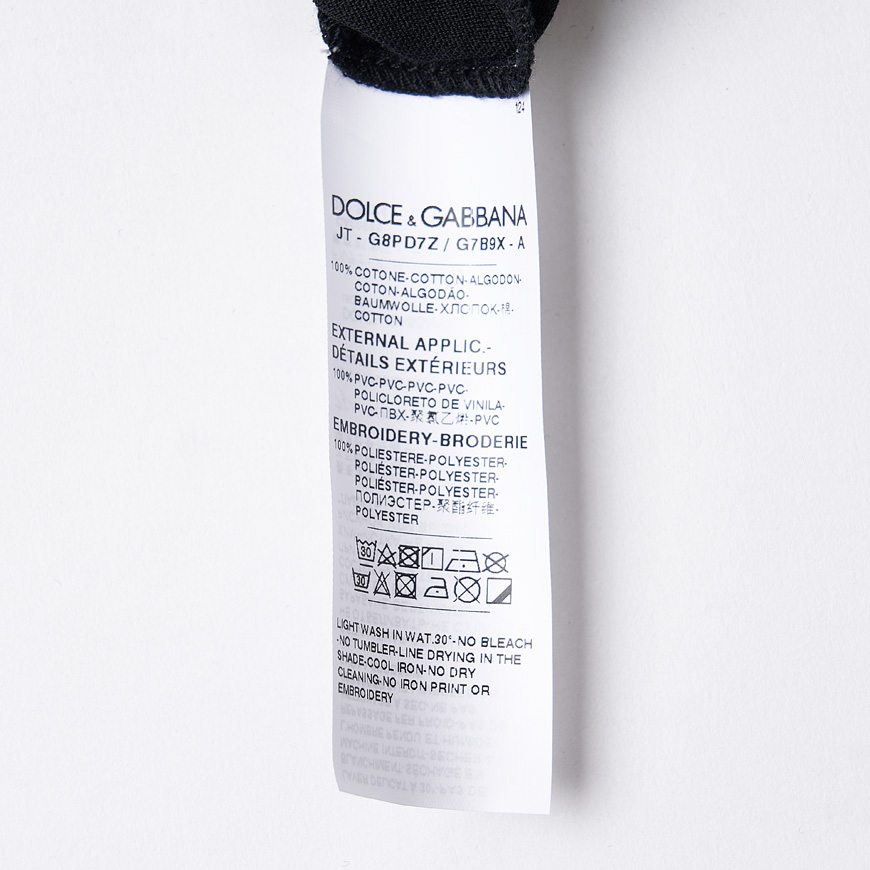 124
DOLCE & GABBANA
JT - G8PD7Z / G7B9X - A
100% COTONE-COTTON-ALGODON-
COTON-ALGODÃO-
BAUMWOLLE-ХЛОПОК-棉-
COTTON
EXTERNAL APPLIC.-
DÉTAILS EXTÉRIEURS
100% PVC-PVC-PVC-PVC-
POLICLORETO DE VINILA-
PVC-ПВХ-聚氯乙烯-PVC
EMBROIDERY-BRODERIE
100% POLIESTERE-POLYESTER-
POLIÉSTER-POLYESTER-
POLIÉSTER-POLYESTER-
ПОЛИЭСТЕР-聚酯纤维-
POLYESTER
30
30
LIGHT WASH IN WAT.30°-NO BLEACH
-NO TUMBLER-LINE DRYING IN THE
SHADE-COOL IRON-NO DRY
CLEANING-NO IRON PRINT OR
EMBROIDERY